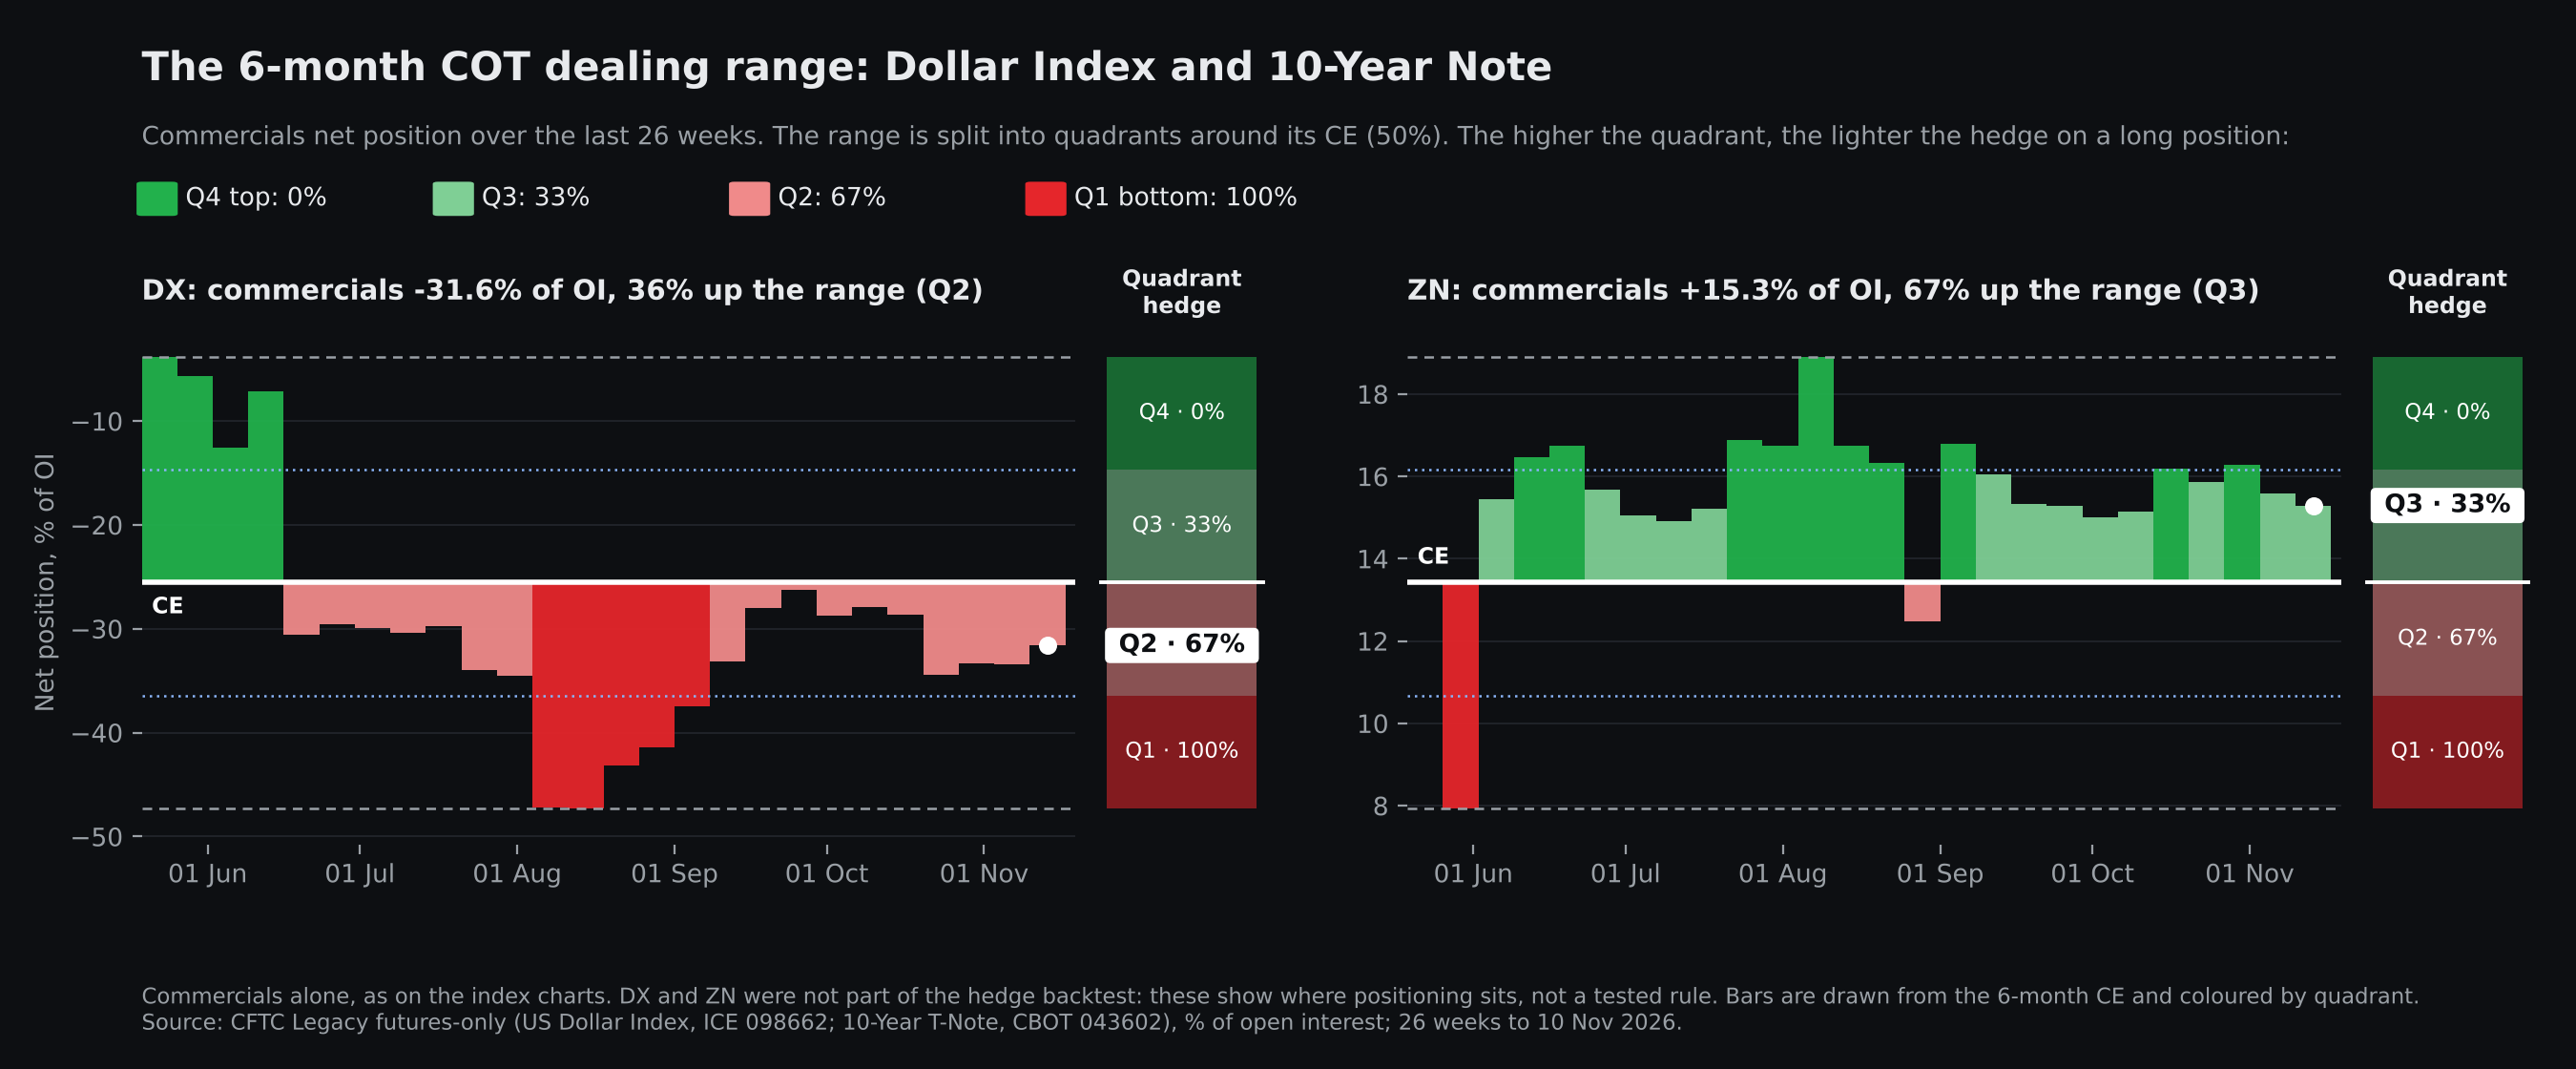 The 6-month COT dealing range: Dollar Index and 10-Year Note
Commercials net position over the last 26 weeks. The range is split into quadrants around its CE (50%). The higher the quadrant, the lighter the hedge on a long position:
Q4 top: 0%
Q3: 33%
Q2: 67%
Q1 bottom: 100%
DX: commercials -31.6% of OI, 36% up the range (Q2)
Quadrant
hedge
Net position, % of OI
−10
−20
−30
−40
−50
CE
01 Jun
01 Jul
01 Aug
01 Sep
01 Oct
01 Nov
Q4 · 0%
Q3 · 33%
Q2 · 67%
Q1 · 100%
ZN: commercials +15.3% of OI, 67% up the range (Q3)
Quadrant
hedge
18
16
14
12
10
8
CE
01 Jun
01 Jul
01 Aug
01 Sep
01 Oct
01 Nov
Q4 · 0%
Q3 · 33%
Q2 · 67%
Q1 · 100%
Commercials alone, as on the index charts. DX and ZN were not part of the hedge backtest: these show where positioning sits, not a tested rule. Bars are drawn from the 6-month CE and coloured by quadrant.
Source: CFTC Legacy futures-only (US Dollar Index, ICE 098662; 10-Year T-Note, CBOT 043602), % of open interest; 26 weeks to 10 Nov 2026.